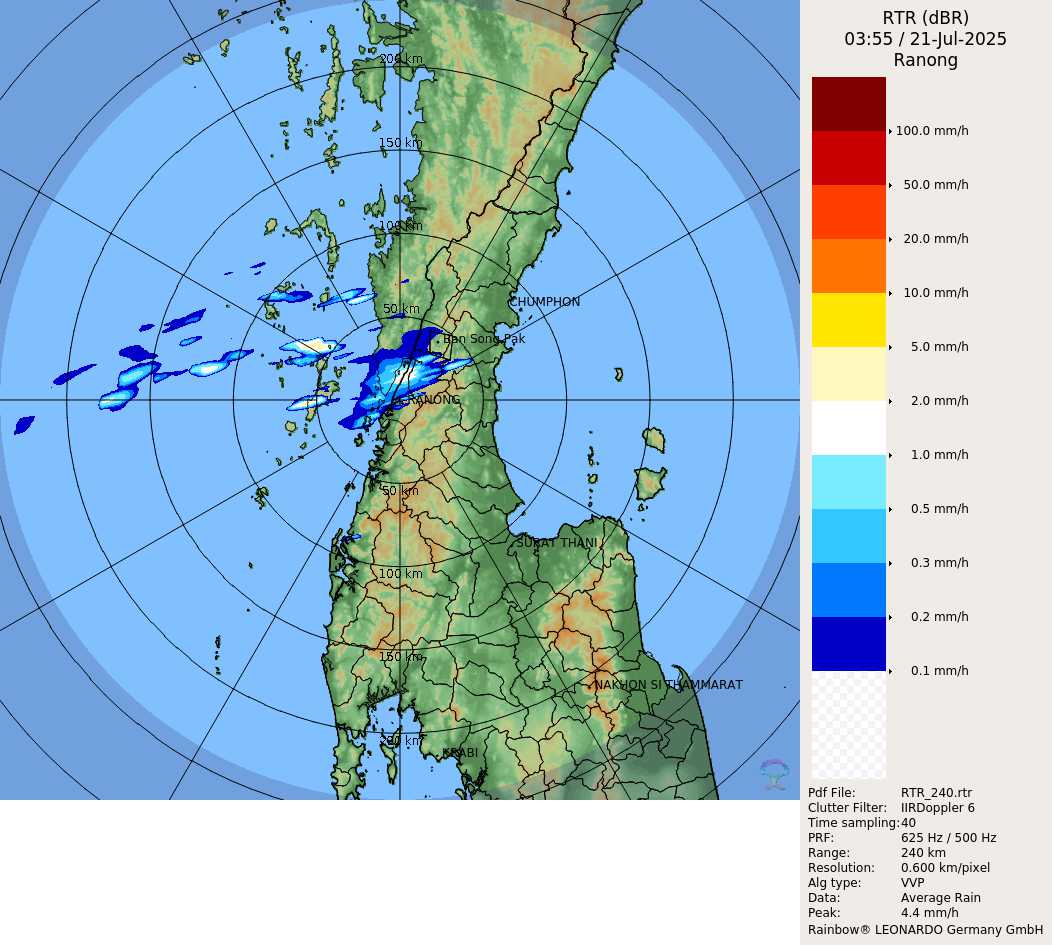 RTR (dBR)
03:55 / 21-Jul-2025
Ranong
200 km
150 km
100 km
50 km
CHUMPHON
Ban Song Pak
RANONG
50 km
SURAT THANI
100 km
150 km
NAKHON SI THAMMARAT
200 km
KRABI
100.0 mm/h
50.0 mm/h
20.0 mm/h
10.0 mm/h
5.0 mm/h
2.0 mm/h
1.0 mm/h
0.5 mm/h
0.3 mm/h
0.2 mm/h
0.1 mm/h
Pdf File: RTR_240.rtr
Clutter Filter: IIRDoppler 6
Time sampling:40
PRF: 625 Hz / 500 Hz
Range: 240 km
Resolution: 0.600 km/pixel
Alg type: VVP
Data: Average Rain
Peak: 4.4 mm/h
Rainbow® LEONARDO Germany GmbH